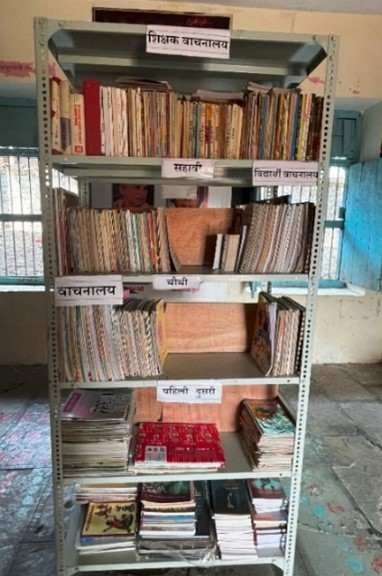 शिक्षक वाचनालय
सहावी
विद्यार्थी वाचनालय
चौथी
वाचनालय
पहिली दुसरी